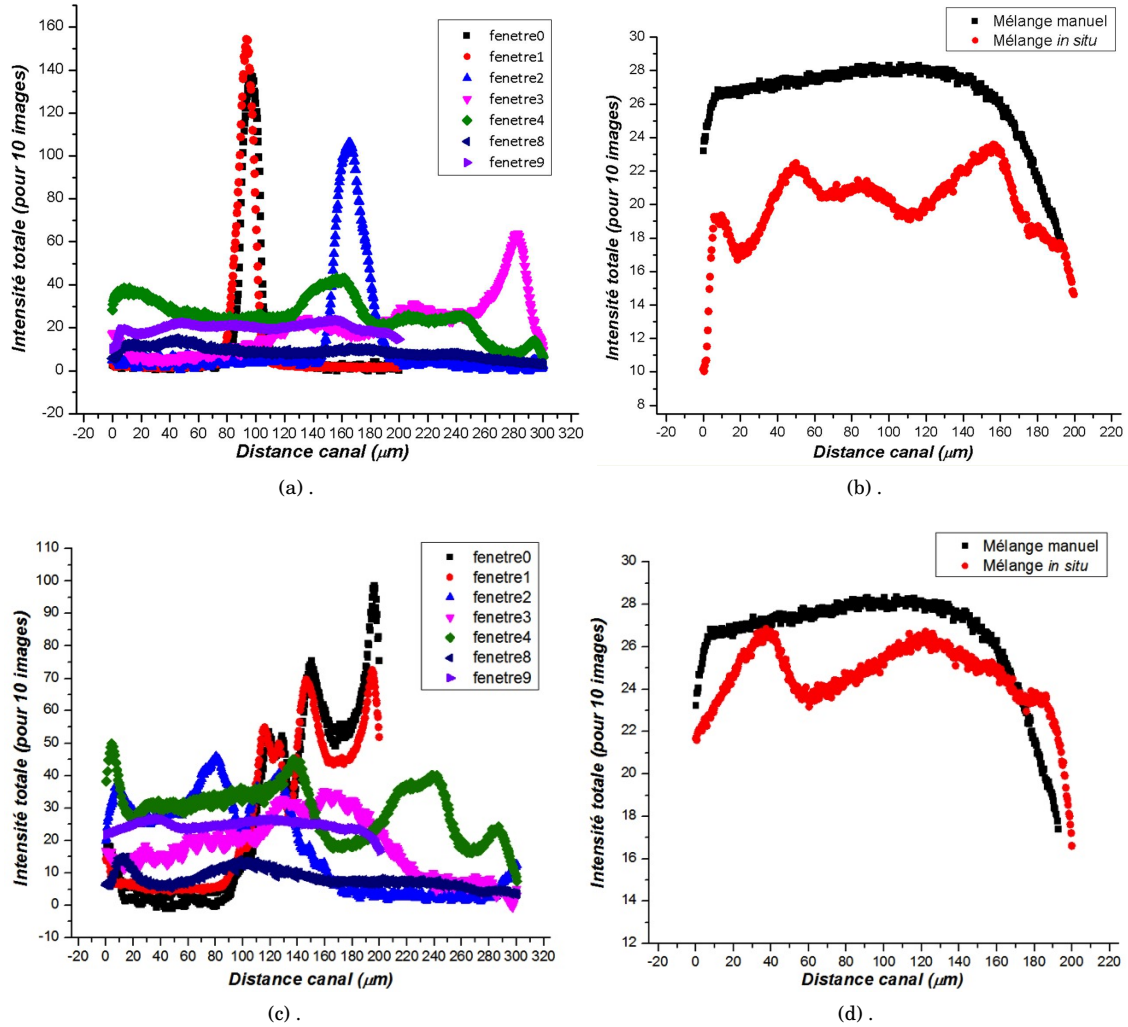 fenetre0
fenetre1
fenetre2
fenetre3
fenetre4
fenetre8
fenetre9
160
140
120
100
80
60
40
20
0
-20
Intensité totale (pour 10 images)
-20 0 20 40 60 80 100 120 140 160 180 200 220 240 260 280 300 320
Distance canal (μm)
(a) .
Mélange manuel
Mélange in situ
30
28
26
24
22
20
18
16
14
12
10
8
Intensité totale (pour 10 images)
-20 0 20 40 60 80 100 120 140 160 180 200 220
Distance canal (μm)
(b) .
fenetre0
fenetre1
fenetre2
fenetre3
fenetre4
fenetre8
fenetre9
110
100
90
80
70
60
50
40
30
20
10
0
-10
Intensité totale (pour 10 images)
-20 0 20 40 60 80 100 120 140 160 180 200 220 240 260 280 300 320
Distance canal (μm)
(c) .
Mélange manuel
Mélange in situ
30
28
26
24
22
20
18
16
14
12
Intensité totale (pour 10 images)
-20 0 20 40 60 80 100 120 140 160 180 200 220
Distance canal (μm)
(d) .